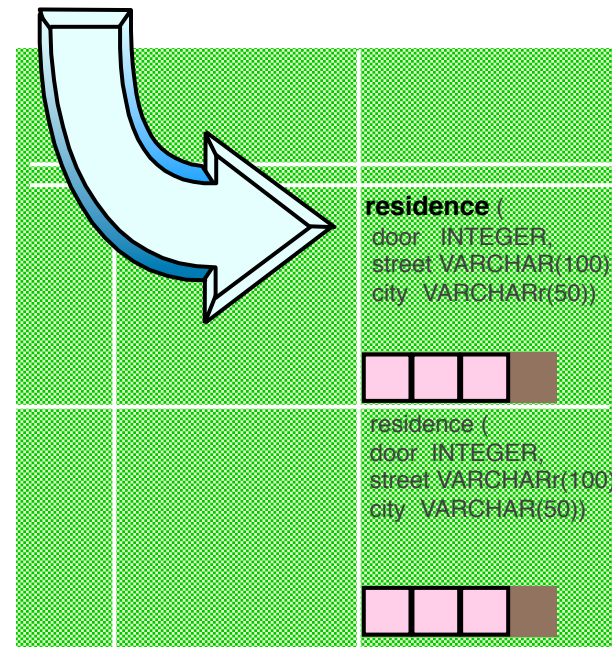 residence (
door INTEGER,
street VARCHAR(100)
city VARCHARr(50))
residence (
door INTEGER,
street VARCHARr(100)
city VARCHAR(50))